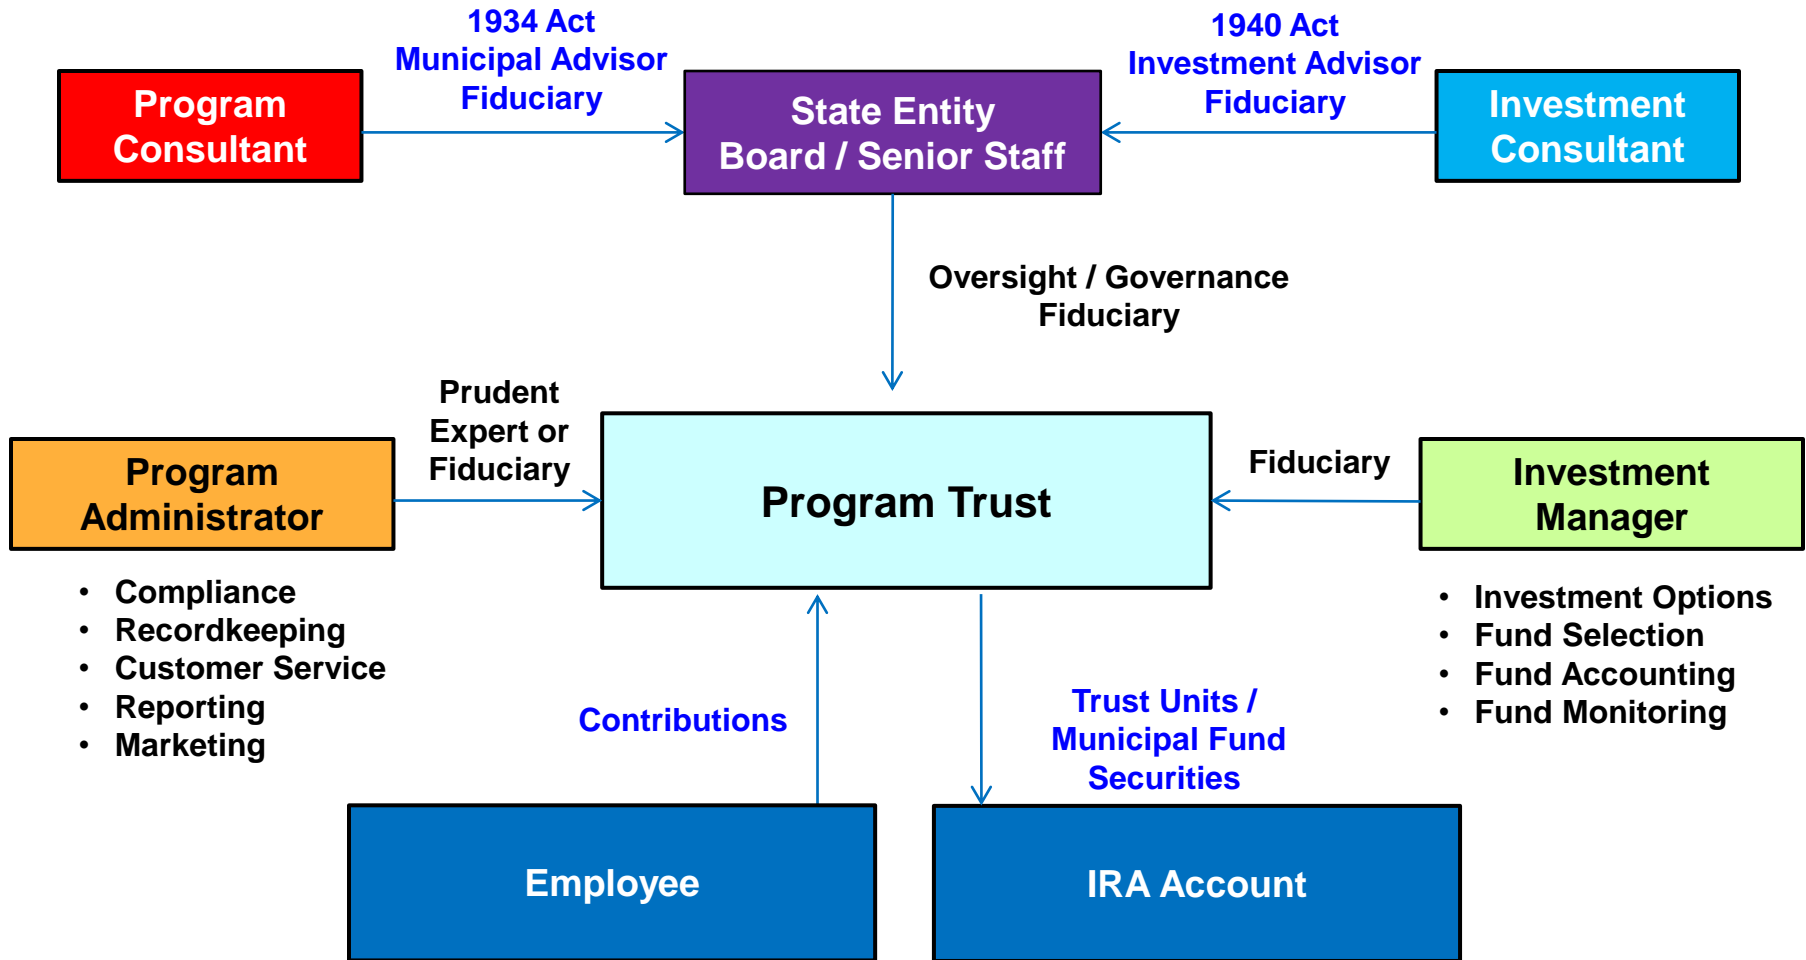 1934 Act
Municipal Advisor
Fiduciary
1940 Act
Investment Advisor
Fiduciary
Program
Consultant
State Entity
Board / Senior Staff
Investment
Consultant
Oversight / Governance
Fiduciary
Prudent
Expert or
Fiduciary
Fiduciary
Program
Administrator
Program Trust
Investment
Manager
• Compliance
• Recordkeeping
• Customer Service
• Reporting
• Marketing
• Investment Options
• Fund Selection
• Fund Accounting
• Fund Monitoring
Contributions
Trust Units /
Municipal Fund
Securities
Employee
IRA Account